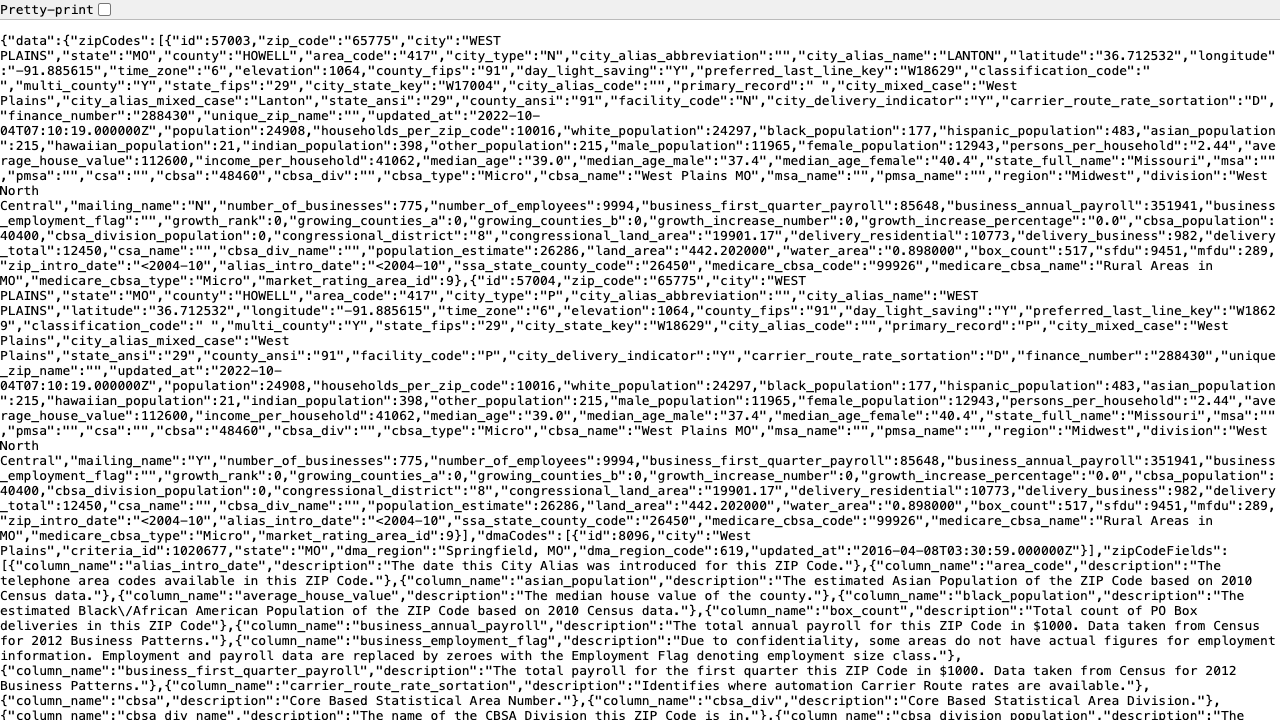 Pretty-print
{"data":{"zipCodes":[{"id":57003,"zip_code":"65775","city":"WEST
PLAINS","state":"MO","county":"HOWELL","area_code":"417","city_type":"N","city_alias_abbreviation":"","city_alias_name":"LANTON","latitude":"36.712532","longitude"
:"-91.885615","time_zone":"6","elevation":1064,"county_fips":"91","day_light_saving":"Y","preferred_last_line_key":"W18629","classification_code":"
","multi_county":"Y","state_fips":"29","city_state_key":"W17004","city_alias_code":"","primary_record":" ","city_mixed_case":"West
Plains","city_alias_mixed_case":"Lanton","state_ansi":"29","county_ansi":"91","facility_code":"N","city_delivery_indicator":"Y","carrier_route_rate_sortation":"D",
"finance_number":"288430","unique_zip_name":"","updated_at":"2022-10-
04T07:10:19.000000Z","population":24908,"households_per_zip_code":10016,"white_population":24297,"black_population":177,"hispanic_population":483,"asian_population"
:215,"hawaiian_population":21,"indian_population":398,"other_population":215,"male_population":11965,"female_population":12943,"persons_per_household":"2.44","ave
rage_house_value":112600,"income_per_household":41062,"median_age":"39.0","median_age_male":"37.4","median_age_female":"40.4","state_full_name":"Missouri","msa":""
,"pmsa":"","csa":"","cbsa":"48460","cbsa_div":"","cbsa_type":"Micro","cbsa_name":"West Plains MO","msa_name":"","pmsa_name":"","region":"Midwest","division":"West
North
Central","mailing_name":"N","number_of_businesses":775,"number_of_employees":9994,"business_first_quarter_payroll":85648,"business_annual_payroll":351941,"business
_employment_flag":"","growth_rank":0,"growing_counties_a":0,"growing_counties_b":0,"growth_increase_number":0,"growth_increase_percentage":"0.0","cbsa_population":
40400,"cbsa_division_population":0,"congressional_district":"8","congressional_land_area":"19901.17","delivery_residential":10773,"delivery_business":982,"delivery
_total":12450,"csa_name":"","cbsa_div_name":"","population_estimate":26286,"land_area":"442.202000","water_area":"0.898000","box_count":517,"sfdu":9451,"mfdu":289,
"zip_intro_date":"<2004-10","alias_intro_date":"<2004-10","ssa_state_county_code":"26450","medicare_cbsa_code":"99926","medicare_cbsa_name":"Rural Areas in
MO","medicare_cbsa_type":"Micro","market_rating_area_id":9},{"id":57004,"zip_code":"65775","city":"WEST
PLAINS","state":"MO","county":"HOWELL","area_code":"417","city_type":"P","city_alias_abbreviation":"","city_alias_name":"WEST
PLAINS","latitude":"36.712532","longitude":"-91.885615","time_zone":"6","elevation":1064,"county_fips":"91","day_light_saving":"Y","preferred_last_line_key":"W1862
9","classification_code":" ","multi_county":"Y","state_fips":"29","city_state_key":"W18629","city_alias_code":"","primary_record":"P","city_mixed_case":"West
Plains","city_alias_mixed_case":"West
Plains","state_ansi":"29","county_ansi":"91","facility_code":"P","city_delivery_indicator":"Y","carrier_route_rate_sortation":"D","finance_number":"288430","unique
_zip_name":"","updated_at":"2022-10-
04T07:10:19.000000Z","population":24908,"households_per_zip_code":10016,"white_population":24297,"black_population":177,"hispanic_population":483,"asian_population"
:215,"hawaiian_population":21,"indian_population":398,"other_population":215,"male_population":11965,"female_population":12943,"persons_per_household":"2.44","ave
rage_house_value":112600,"income_per_household":41062,"median_age":"39.0","median_age_male":"37.4","median_age_female":"40.4","state_full_name":"Missouri","msa":""
,"pmsa":"","csa":"","cbsa":"48460","cbsa_div":"","cbsa_type":"Micro","cbsa_name":"West Plains MO","msa_name":"","pmsa_name":"","region":"Midwest","division":"West
North
Central","mailing_name":"Y","number_of_businesses":775,"number_of_employees":9994,"business_first_quarter_payroll":85648,"business_annual_payroll":351941,"business
_employment_flag":"","growth_rank":0,"growing_counties_a":0,"growing_counties_b":0,"growth_increase_number":0,"growth_increase_percentage":"0.0","cbsa_population":
40400,"cbsa_division_population":0,"congressional_district":"8","congressional_land_area":"19901.17","delivery_residential":10773,"delivery_business":982,"delivery
_total":12450,"csa_name":"","cbsa_div_name":"","population_estimate":26286,"land_area":"442.202000","water_area":"0.898000","box_count":517,"sfdu":9451,"mfdu":289,
"zip_intro_date":"<2004-10","alias_intro_date":"<2004-10","ssa_state_county_code":"26450","medicare_cbsa_code":"99926","medicare_cbsa_name":"Rural Areas in
MO","medicare_cbsa_type":"Micro","market_rating_area_id":9}],"dmaCodes":[{"id":8096,"city":"West
Plains","criteria_id":1020677,"state":"MO","dma_region":"Springfield, MO","dma_region_code":619,"updated_at":"2016-04-08T03:30:59.000000Z"}],"zipCodeFields":
[{"column_name":"alias_intro_date","description":"The date this City Alias was introduced for this ZIP Code."},{"column_name":"area_code","description":"The
telephone area codes available in this ZIP Code."},{"column_name":"asian_population","description":"The estimated Asian Population of the ZIP Code based on 2010
Census data."},{"column_name":"average_house_value","description":"The median house value of the county."},{"column_name":"black_population","description":"The
estimated Black\/African American Population of the ZIP Code based on 2010 Census data."},{"column_name":"box_count","description":"Total count of PO Box
deliveries in this ZIP Code"},{"column_name":"business_annual_payroll","description":"The total annual payroll for this ZIP Code in $1000. Data taken from Census
for 2012 Business Patterns."},{"column_name":"business_employment_flag","description":"Due to confidentiality, some areas do not have actual figures for employment
information. Employment and payroll data are replaced by zeroes with the Employment Flag denoting employment size class."},
{"column_name":"business_first_quarter_payroll","description":"The total payroll for the first quarter this ZIP Code in $1000. Data taken from Census for 2012
Business Patterns."},{"column_name":"carrier_route_rate_sortation","description":"Identifies where automation Carrier Route rates are available."},
{"column_name":"cbsa","description":"Core Based Statistical Area Number."},{"column_name":"cbsa_div","description":"Core Based Statistical Area Division."},
{"column_name":"cbsa_div_name","description":"The name of the CBSA Division this ZIP Code is in."},{"column_name":"cbsa_division_population","description":"The